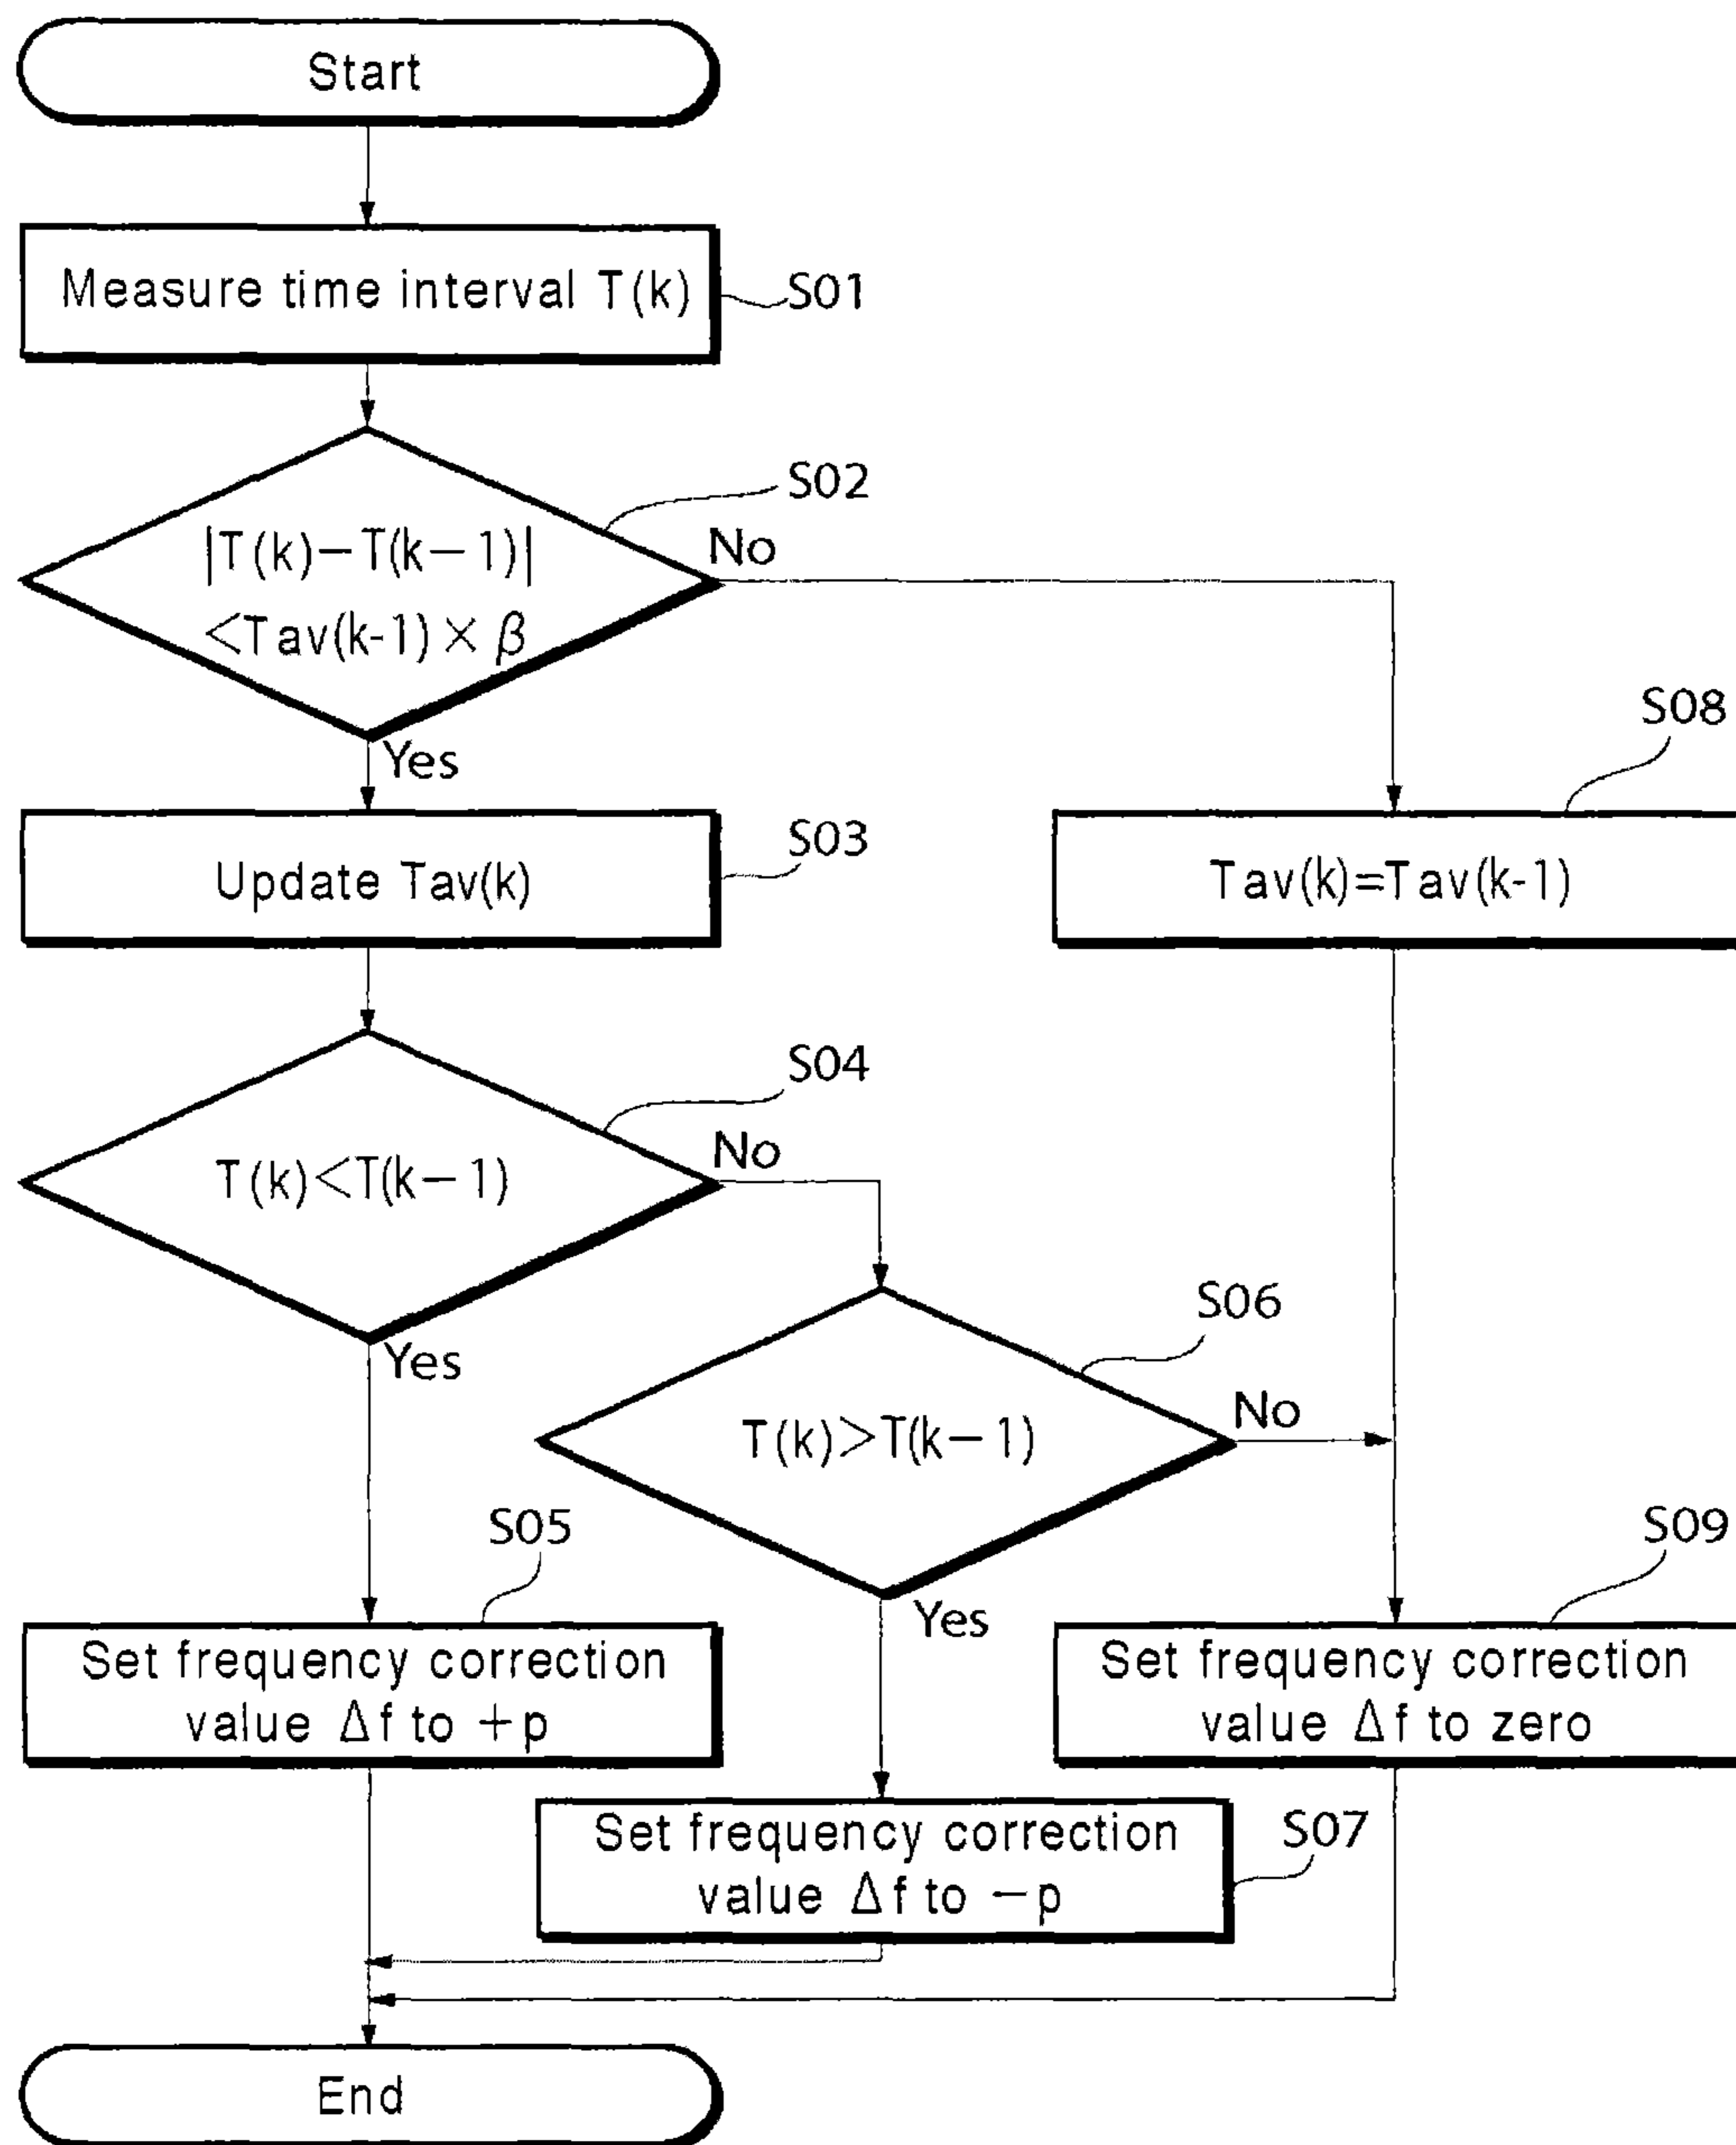 Start
Measure time interval T(k)
S01
S02
|T(k)−T(k−1)|
<Tav(k-1)×β
No
Yes
S08
Update Tav(k)
S03
Tav(k)=Tav(k-1)
S04
T(k)<T(k−1)
No
Yes
S06
T(k)>T(k−1)
No
Yes
S05
Set frequency correction
value Δf to +p
S09
Set frequency correction
value Δf to zero
Set frequency correction
value Δf to −p
S07
End